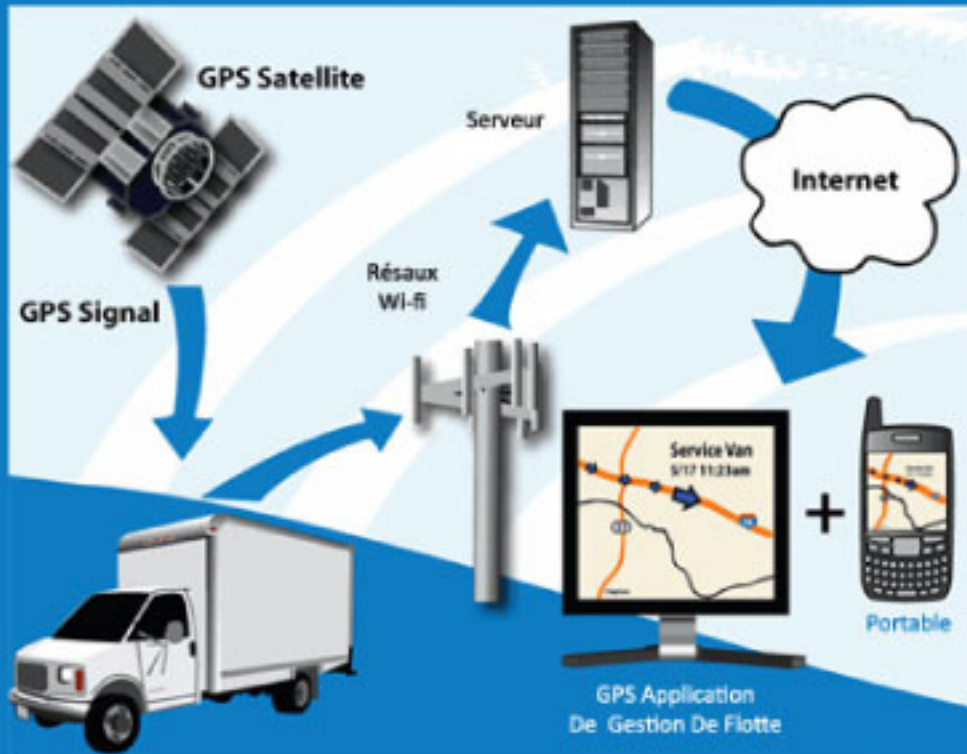 GPS Satellite
Serveur
Internet
GPS Signal
Résaux
Wi-fi
Service Van
5/17 11:23am
Portable
GPS Application
De Gestion De Flotte